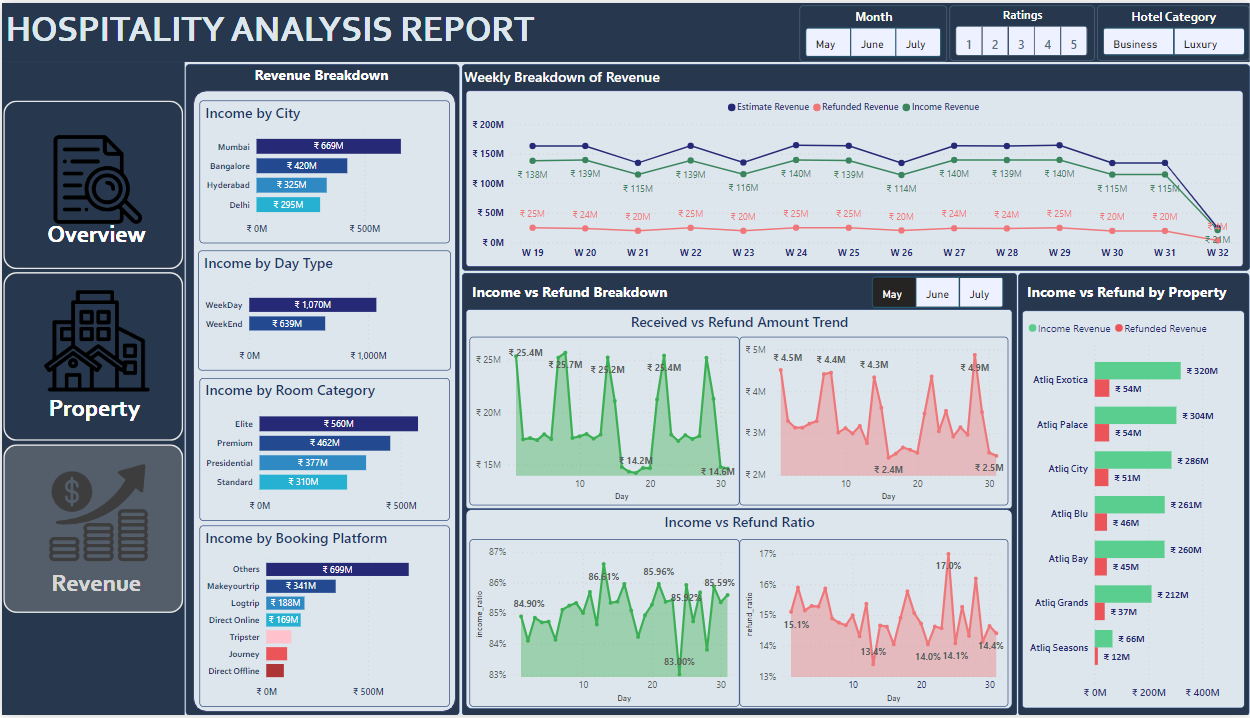 HOSPITALITY ANALYSIS REPORT
Month
May June July
Ratings
1 2 3 4 5
Hotel Category
Business Luxury
Overview
Property
Revenue
Revenue Breakdown
Income by City
Mumbai ₹ 669M
Bangalore ₹ 420M
Hyderabad ₹ 325M
Delhi ₹ 295M
₹ 0M ₹ 500M
Income by Day Type
WeekDay ₹ 1,070M
WeekEnd ₹ 639M
₹ 0M ₹ 1,000M
Income by Room Category
Elite ₹ 560M
Premium ₹ 462M
Presidential ₹ 377M
Standard ₹ 310M
₹ 0M ₹ 500M
Income by Booking Platform
Others ₹ 699M
Makeyourtrip ₹ 341M
Logtrip ₹ 188M
Direct Online ₹ 169M
Tripster
Journey
Direct Offline
₹ 0M ₹ 500M
Weekly Breakdown of Revenue
Estimate Revenue Refunded Revenue Income Revenue
₹ 200M
₹ 150M
₹ 138M ₹ 139M ₹ 115M ₹ 139M ₹ 116M ₹ 140M ₹ 139M ₹ 114M ₹ 140M ₹ 139M ₹ 140M ₹ 115M ₹ 115M
₹ 100M
₹ 50M
₹ 25M ₹ 24M ₹ 20M ₹ 25M ₹ 20M ₹ 25M ₹ 25M ₹ 20M ₹ 24M ₹ 24M ₹ 25M ₹ 20M ₹ 20M
₹ 0M
W 19 W 20 W 21 W 22 W 23 W 24 W 25 W 26 W 27 W 28 W 29 W 30 W 31 W 32
Income vs Refund Breakdown
May June July
Received vs Refund Amount Trend
₹ 25M
₹ 20M
₹ 15M
₹ 25.4M ₹ 25.7M ₹ 25.2M ₹ 25.4M
₹ 14.2M ₹ 14.6M
10 20 30
Day
₹ 5M
₹ 4M
₹ 3M
₹ 2M
₹ 4.5M ₹ 4.4M ₹ 4.3M ₹ 4.9M
₹ 2.4M ₹ 2.5M
10 20 30
Day
Income vs Refund Ratio
income_ratio
87%
86%
85%
84%
83%
84.90% 86.61% 85.96% 85.92% 85.59%
83.00%
10 20 30
Day
refund_ratio
17%
16%
15%
14%
13%
15.1% 13.4% 14.0% 17.0% 14.1% 14.4%
10 20 30
Day
Income vs Refund by Property
Income Revenue Refunded Revenue
Atliq Exotica ₹ 320M
₹ 54M
Atliq Palace ₹ 304M
₹ 54M
Atliq City ₹ 286M
₹ 51M
Atliq Blu ₹ 261M
₹ 46M
Atliq Bay ₹ 260M
₹ 45M
Atliq Grands ₹ 212M
₹ 37M
Atliq Seasons ₹ 66M
₹ 12M
₹ 0M ₹ 200M ₹ 400M